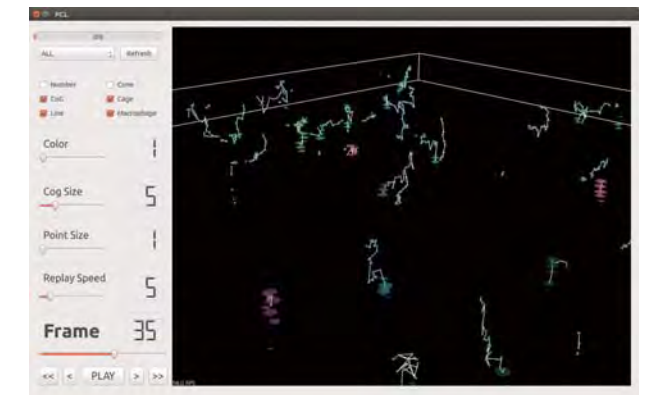 PCL
ALL
Refresh
Number
Cone
CoG
Cage
Line
Macroshape
Color
1
Cog Size
5
Point Size
1
Replay Speed
5
Frame
35
<< < PLAY > >>